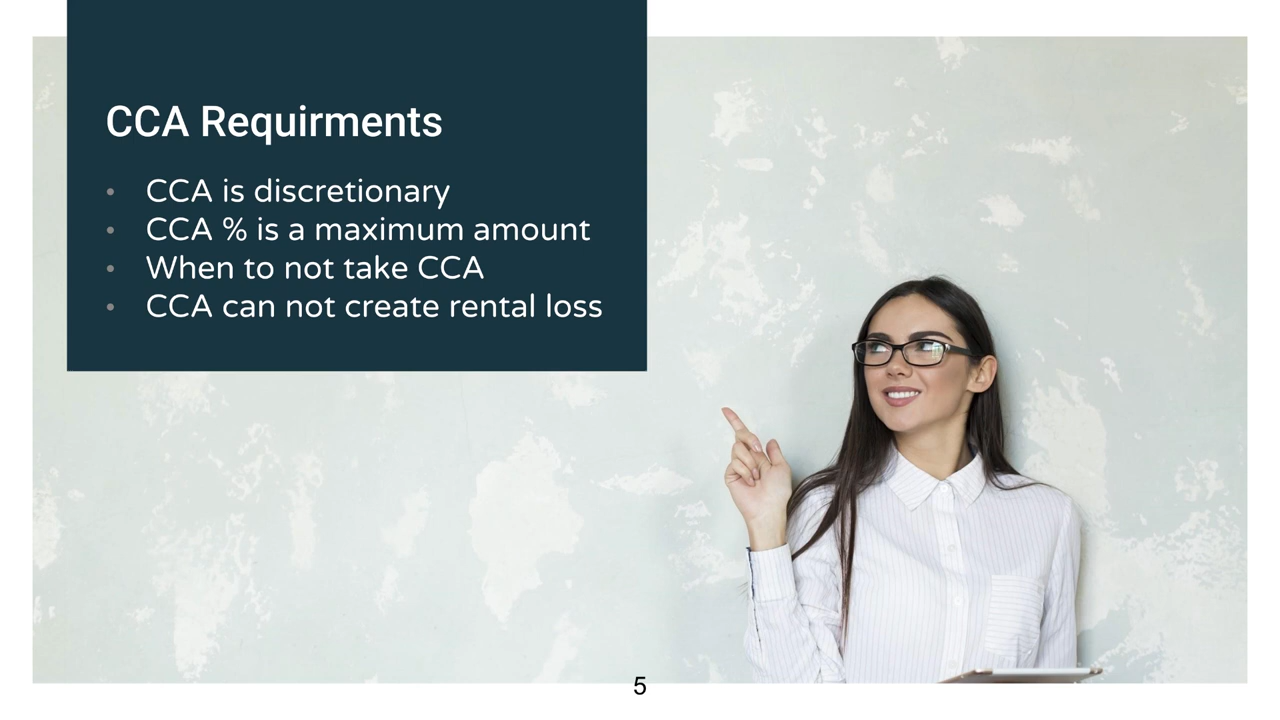 CCA Requirments
• CCA is discretionary
• CCA % is a maximum amount
• When to not take CCA
• CCA can not create rental loss
5